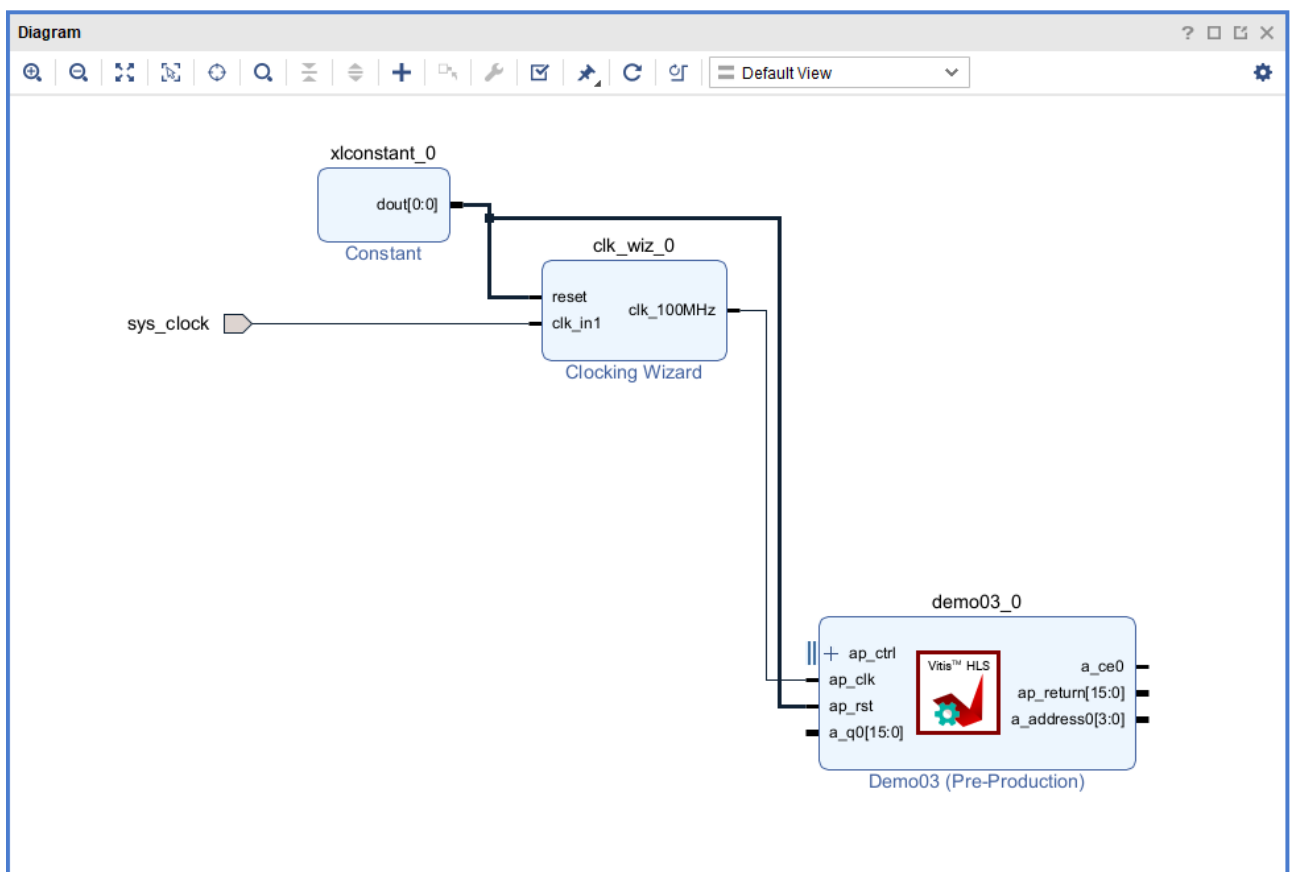 Diagram
Default View
xlconstant_0
dout[0:0]
Constant
clk_wiz_0
reset
clk_100MHz
clk_in1
sys_clock
Clocking Wizard
demo03_0
ap_ctrl
Vitis™ HLS
a_ce0
ap_clk
ap_return[15:0]
ap_rst
a_address0[3:0]
a_q0[15:0]
Demo03 (Pre-Production)